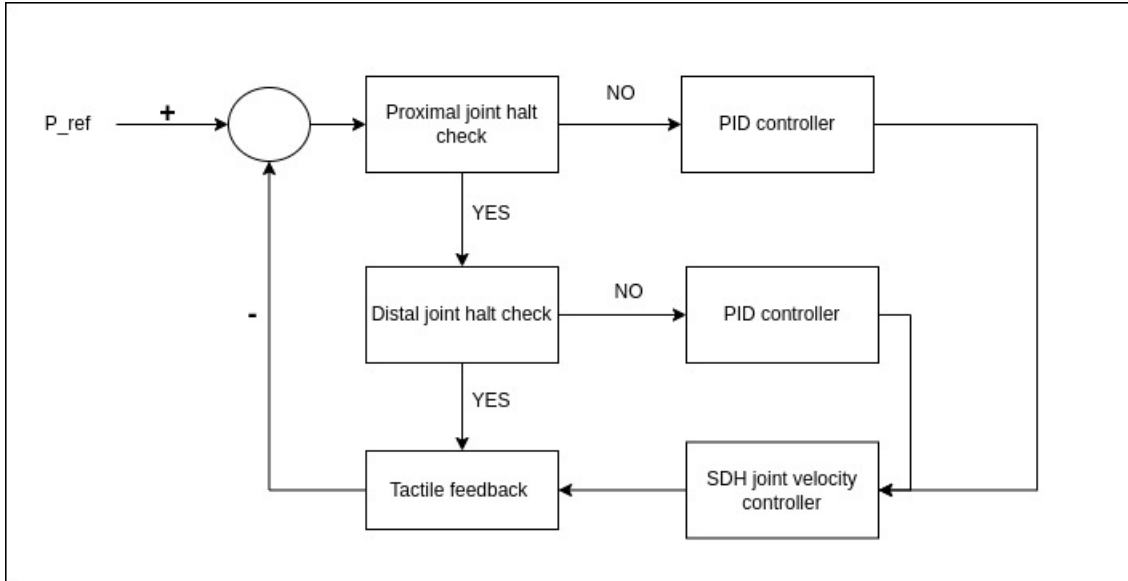 P_ref
+
Proximal joint halt
check
NO
PID controller
YES
Distal joint halt check
NO
PID controller
-
YES
Tactile feedback
SDH joint velocity
controller